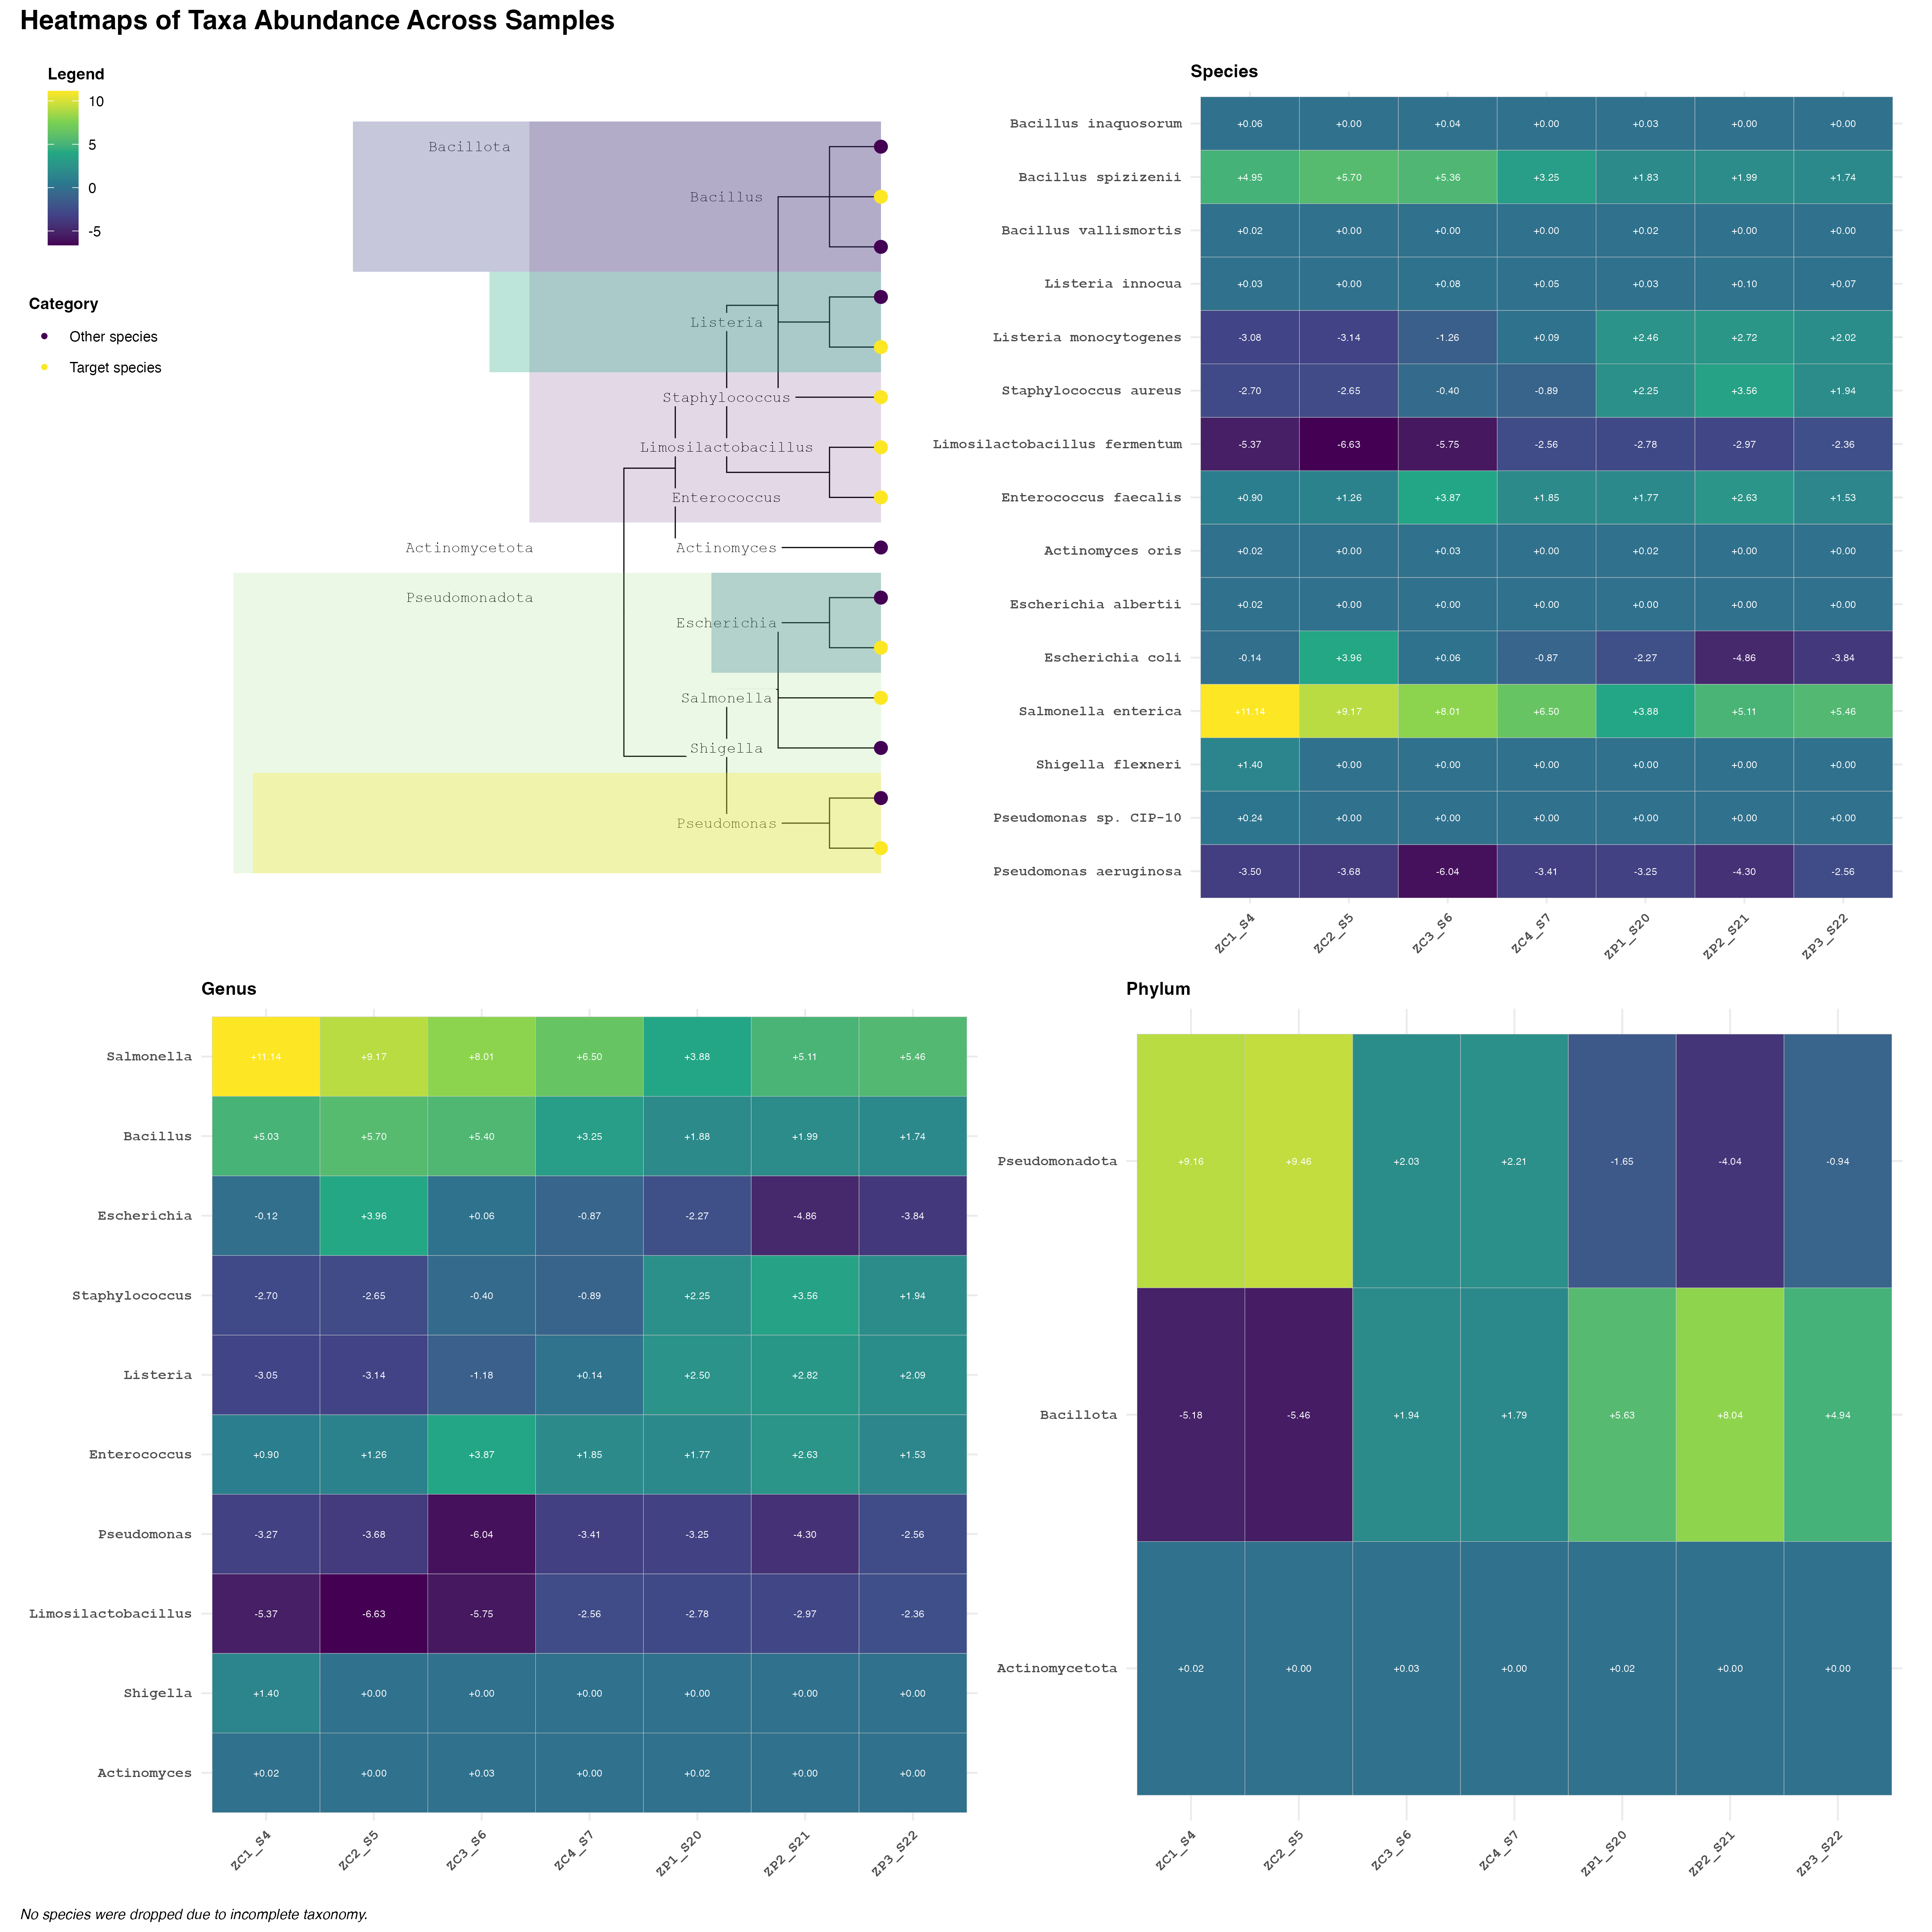 Heatmaps of Taxa Abundance Across Samples
Legend
10
5
0
-5
Category
Other species
Target species
Bacillota
Bacillus
Listeria
Staphylococcus
Limosilactobacillus
Enterococcus
Actinomycetota
Actinomyces
Pseudomonadota
Escherichia
Salmonella
Shigella
Pseudomonas
Species
Bacillus inaquosorum +0.06 +0.00 +0.04 +0.00 +0.03 +0.00 +0.00
Bacillus spizizenii +4.95 +5.70 +5.36 +3.25 +1.83 +1.99 +1.74
Bacillus vallismortis +0.02 +0.00 +0.00 +0.00 +0.02 +0.00 +0.00
Listeria innocua +0.03 +0.00 +0.08 +0.05 +0.03 +0.10 +0.07
Listeria monocytogenes -3.08 -3.14 -1.26 +0.09 +2.46 +2.72 +2.02
Staphylococcus aureus -2.70 -2.65 -0.40 -0.89 +2.25 +3.56 +1.94
Limosilactobacillus fermentum -5.37 -6.63 -5.75 -2.56 -2.78 -2.97 -2.36
Enterococcus faecalis +0.90 +1.26 +3.87 +1.85 +1.77 +2.63 +1.53
Actinomyces oris +0.02 +0.00 +0.03 +0.00 +0.02 +0.00 +0.00
Escherichia albertii +0.02 +0.00 +0.00 +0.00 +0.00 +0.00 +0.00
Escherichia coli -0.14 +3.96 +0.06 -0.87 -2.27 -4.86 -3.84
Salmonella enterica +11.14 +9.17 +8.01 +6.50 +3.88 +5.11 +5.46
Shigella flexneri +1.40 +0.00 +0.00 +0.00 +0.00 +0.00 +0.00
Pseudomonas sp. CIP-10 +0.24 +0.00 +0.00 +0.00 +0.00 +0.00 +0.00
Pseudomonas aeruginosa -3.50 -3.68 -6.04 -3.41 -3.25 -4.30 -2.56
ZC1_S4 ZC2_S5 ZC3_S6 ZC4_S7 ZP1_S20 ZP2_S21 ZP3_S22
Genus
Salmonella +11.14 +9.17 +8.01 +6.50 +3.88 +5.11 +5.46
Bacillus +5.03 +5.70 +5.40 +3.25 +1.88 +1.99 +1.74
Escherichia -0.12 +3.96 +0.06 -0.87 -2.27 -4.86 -3.84
Staphylococcus -2.70 -2.65 -0.40 -0.89 +2.25 +3.56 +1.94
Listeria -3.05 -3.14 -1.18 +0.14 +2.50 +2.82 +2.09
Enterococcus +0.90 +1.26 +3.87 +1.85 +1.77 +2.63 +1.53
Pseudomonas -3.27 -3.68 -6.04 -3.41 -3.25 -4.30 -2.56
Limosilactobacillus -5.37 -6.63 -5.75 -2.56 -2.78 -2.97 -2.36
Shigella +1.40 +0.00 +0.00 +0.00 +0.00 +0.00 +0.00
Actinomyces +0.02 +0.00 +0.03 +0.00 +0.02 +0.00 +0.00
ZC1_S4 ZC2_S5 ZC3_S6 ZC4_S7 ZP1_S20 ZP2_S21 ZP3_S22
Phylum
Pseudomonadota +9.16 +9.46 +2.03 +2.21 -1.65 -4.04 -0.94
Bacillota -5.18 -5.46 +1.94 +1.79 +5.63 +8.04 +4.94
Actinomycetota +0.02 +0.00 +0.03 +0.00 +0.02 +0.00 +0.00
ZC1_S4 ZC2_S5 ZC3_S6 ZC4_S7 ZP1_S20 ZP2_S21 ZP3_S22
No species were dropped due to incomplete taxonomy.